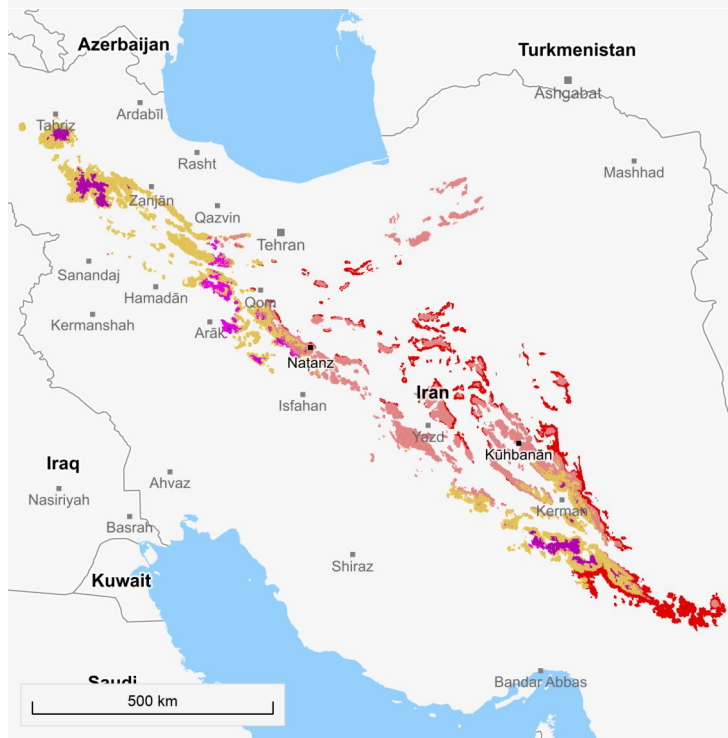 Azerbaijan
Turkmenistan
Ashgabat
Ardabīl
Tabriz
Rasht
Mashhad
Zanjān
Qazvin
Tehran
Sanandaj
Hamadān
Qom
Kermanshah
Arāk
Naṭanz
Isfahan
Iran
Yazd
Kūhbanān
Iraq
Ahvaz
Nasiriyah
Kerman
Basrah
Shiraz
Kuwait
Saudi
Bandar Abbas
500 km